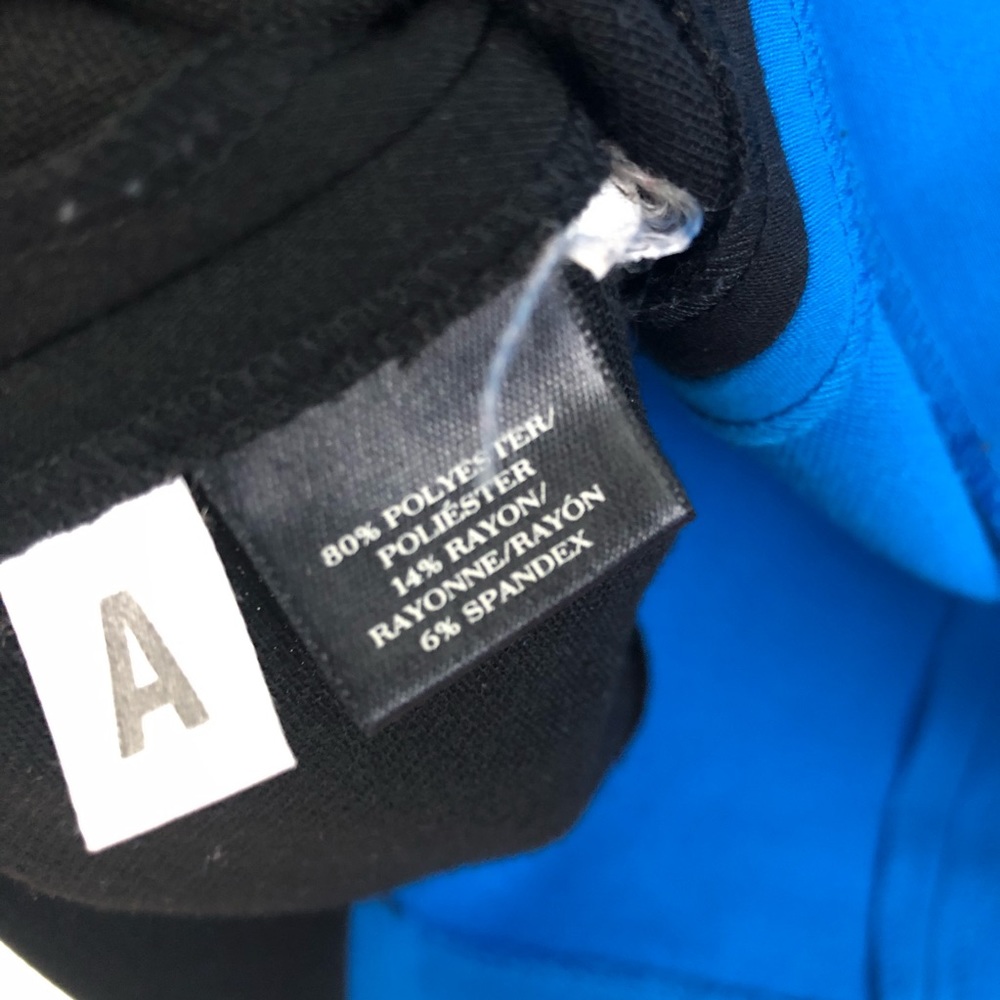 80% POLYESTER/
POLIÉSTER
14% RAYON/
RAYONNE/RAYÓN
6% SPANDEX
A